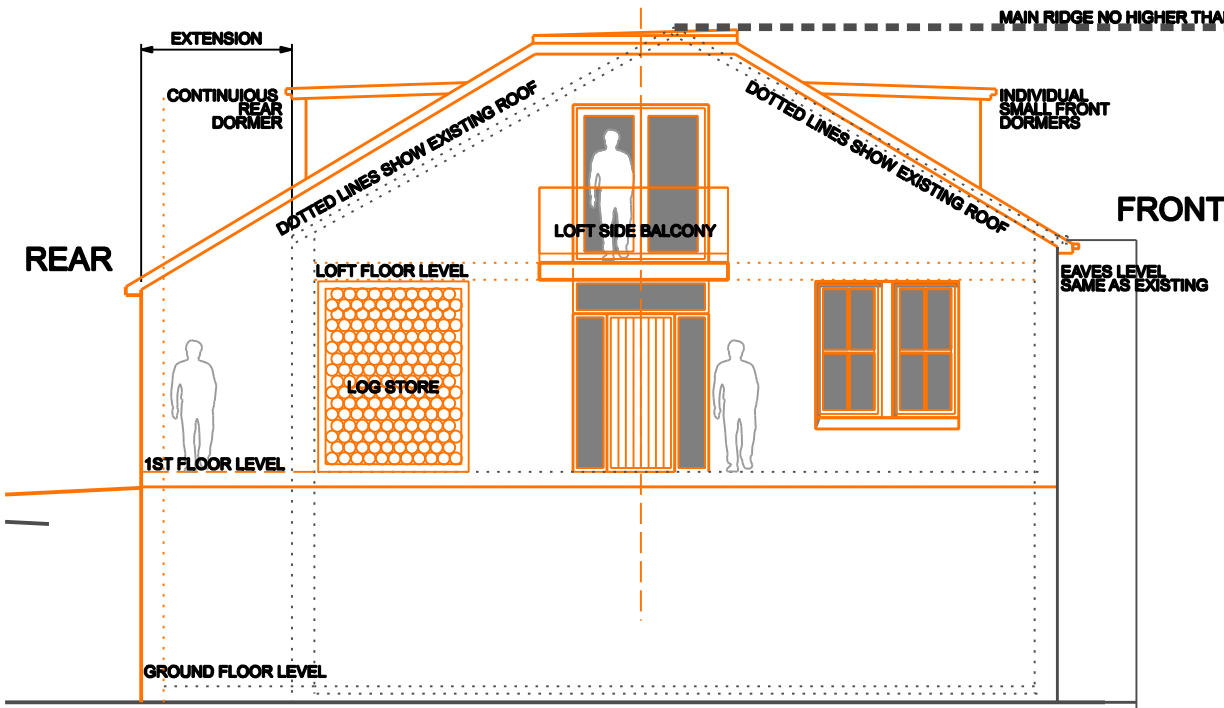 MAIN RIDGE NO HIGHER THA
EXTENSION
CONTINUIOUS
REAR
DORMER
DOTTED LINES SHOW EXISTING ROOF
DOTTED LINES SHOW EXISTING ROOF
INDIVIDUAL
SMALL FRONT
DORMERS
FRONT
REAR
LOFT SIDE BALCONY
LOFT FLOOR LEVEL
EAVES LEVEL
SAME AS EXISTING
LOG STORE
1ST FLOOR LEVEL
GROUND FLOOR LEVEL